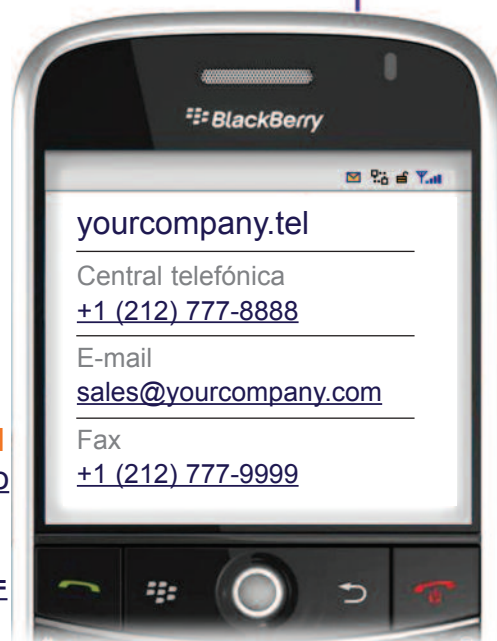 BlackBerry
yourcompany.tel
Central telefónica
+1 (212) 777-8888
E-mail
sales@yourcompany.com
Fax
+1 (212) 777-9999